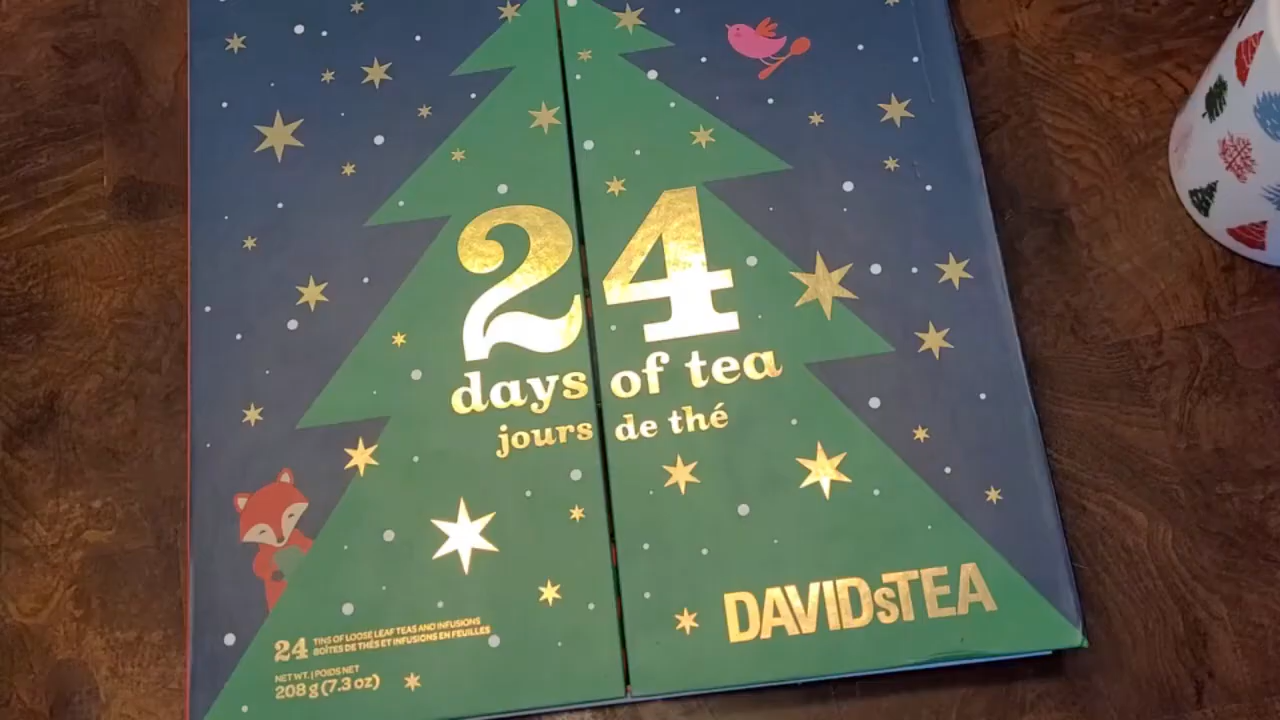 24
days of tea
jours de thé
DAVIDsTEA
24 TINS OF LOOSE LEAF TEAS AND INFUSIONS
BOÎTES DE THÉS ET INFUSIONS EN FEUILLES
NET WT. | POIDS NET
208 g (7.3 oz)